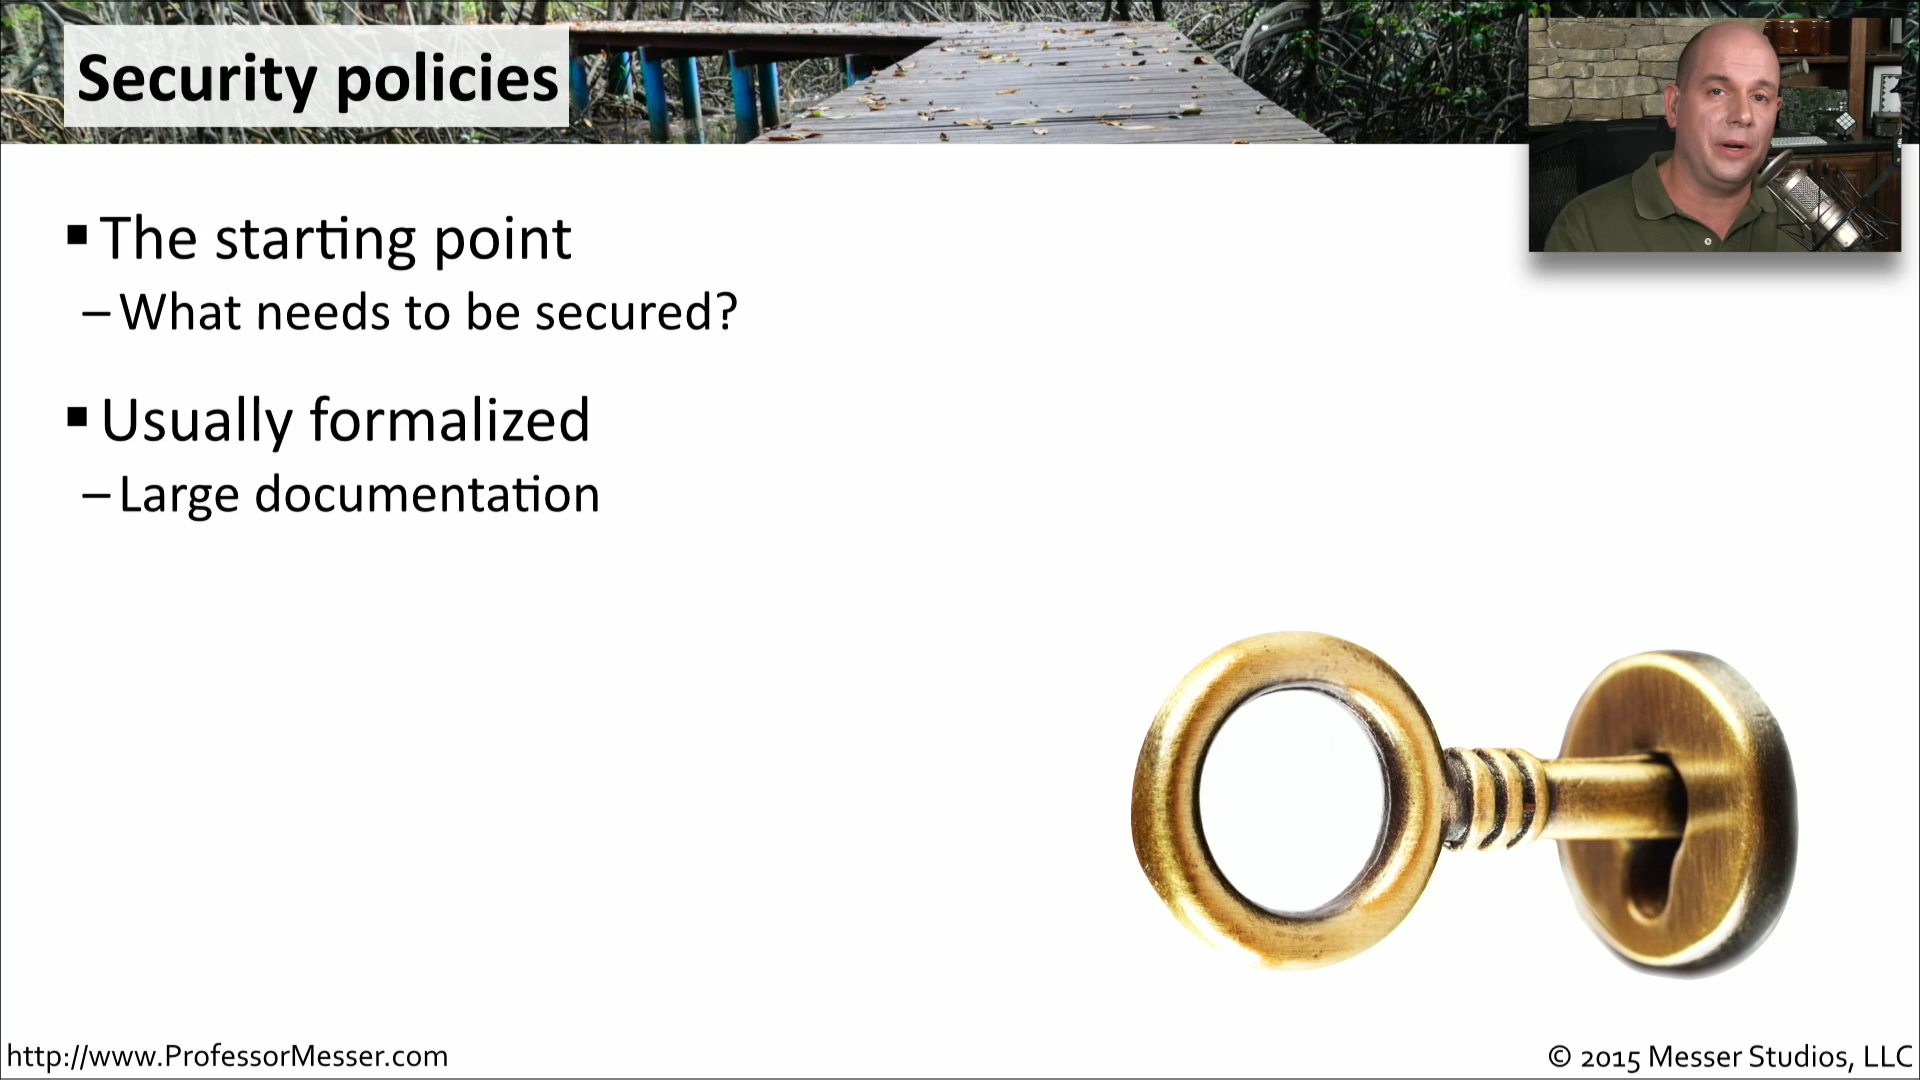 Security policies
▪ The starting point
– What needs to be secured?
▪ Usually formalized
– Large documentation
http://www.ProfessorMesser.com
© 2015 Messer Studios, LLC